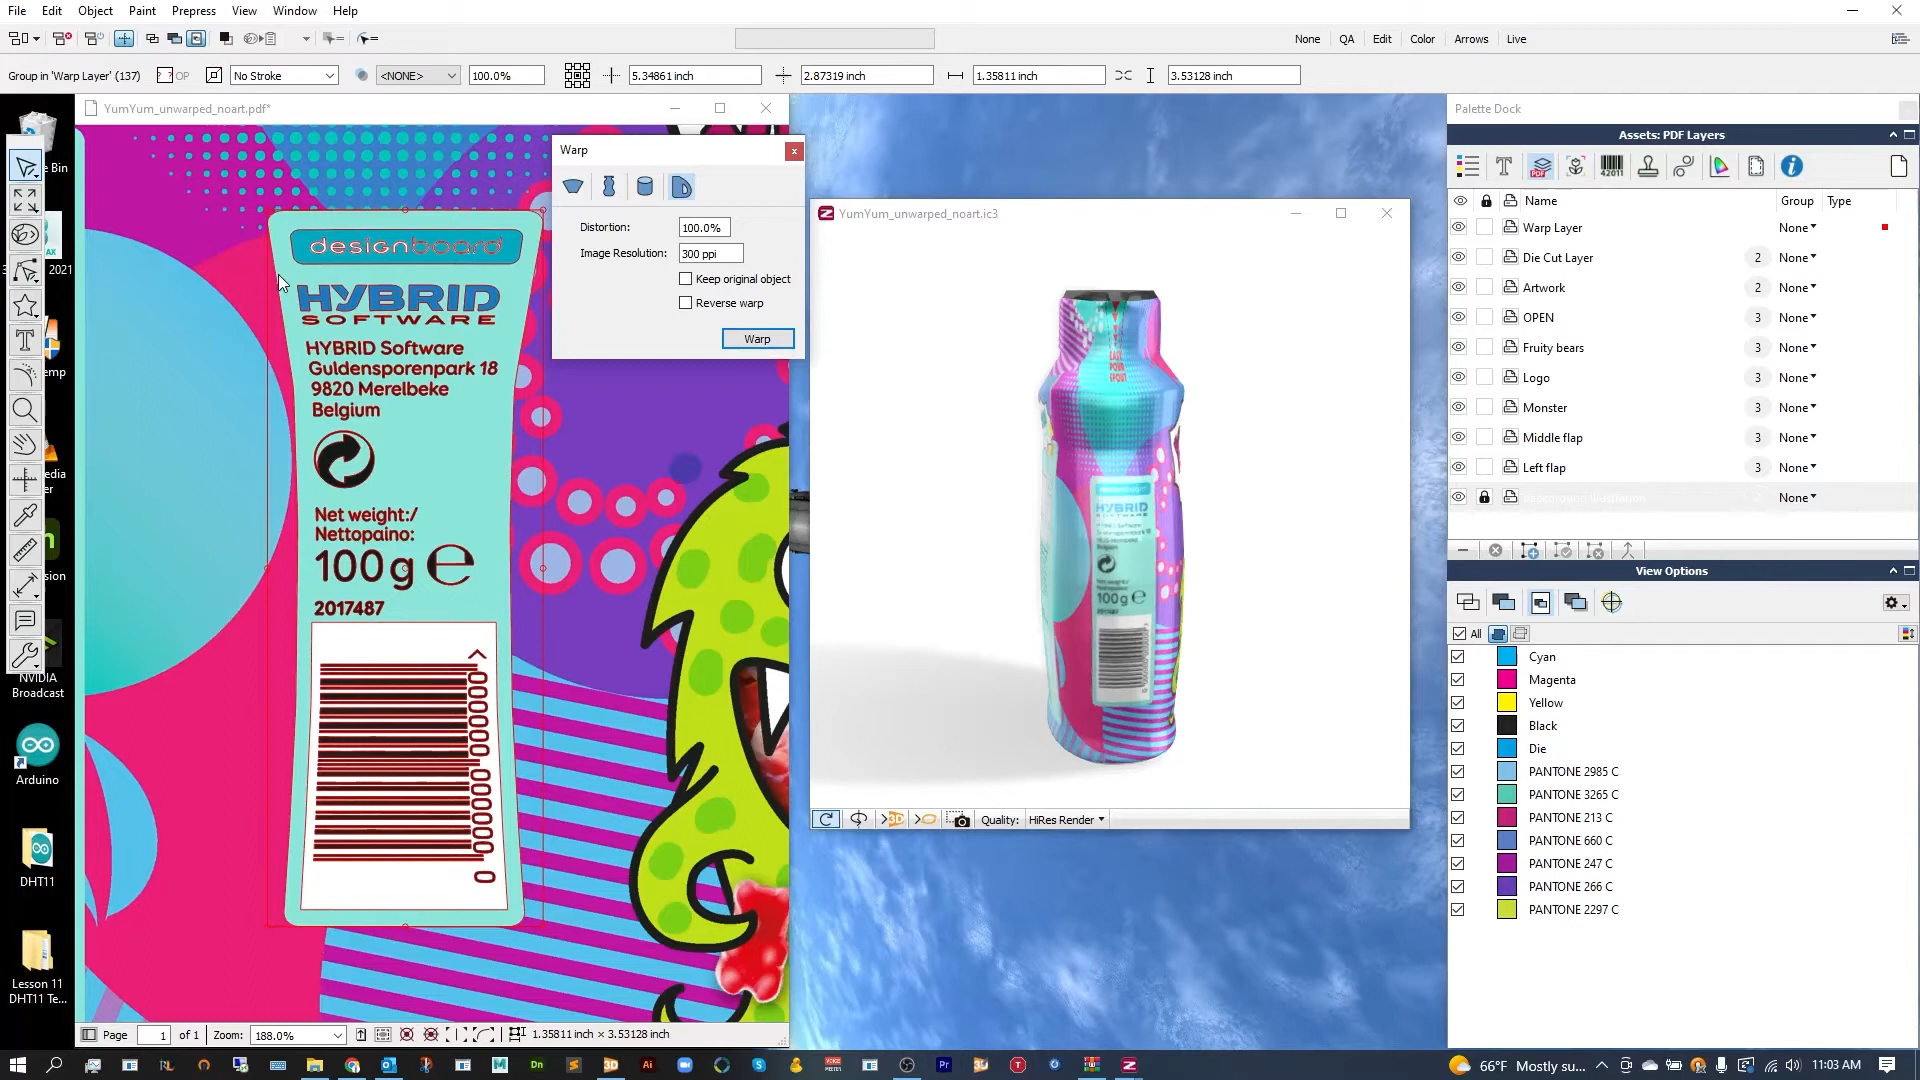 File Edit Object Paint Prepress View Window Help
None QA Edit Color Arrows Live
Group in 'Warp Layer' (137) ? ? OP No Stroke <NONE> 100.0% 5.34861 inch 2.87319 inch 1.35811 inch 3.53128 inch
YumYum_unwarped_noart.pdf*
Warp
Distortion: 100.0%
Image Resolution: 300 ppi
Keep original object
Reverse warp
Warp
designboard
HYBRID
SOFTWARE
HYBRID Software
Guldensporenpark 18
9820 Merelbeke
Belgium
Net weight:/
Nettopaino:
100g e
2017487
YumYum_unwarped_noart.ic3
HYBRID
100g e
2017487
Quality: HiRes Render
Palette Dock
Assets: PDF Layers
Name Group Type
Warp Layer None
Die Cut Layer 2 None
Artwork 2 None
OPEN 3 None
Fruity bears 3 None
Logo 3 None
Monster 3 None
Middle flap 3 None
Left flap 3 None
None
View Options
All
Cyan
Magenta
Yellow
Black
Die
PANTONE 2985 C
PANTONE 3265 C
PANTONE 213 C
PANTONE 660 C
PANTONE 247 C
PANTONE 266 C
PANTONE 2297 C
Page 1 of 1 Zoom: 188.0% 1.35811 inch × 3.53128 inch
NVIDIA
Broadcast
Arduino
DHT11
Lesson 11
DHT11 Te...
66°F Mostly su... 11:03 AM